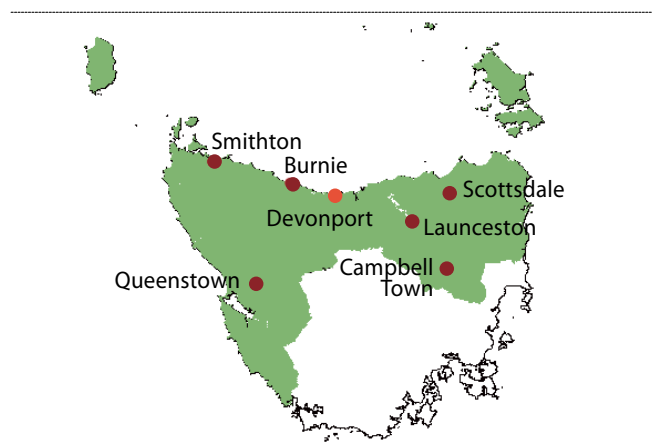 Smithton
Burnie
Scottsdale
Devonport
Launceston
Campbell
Town
Queenstown